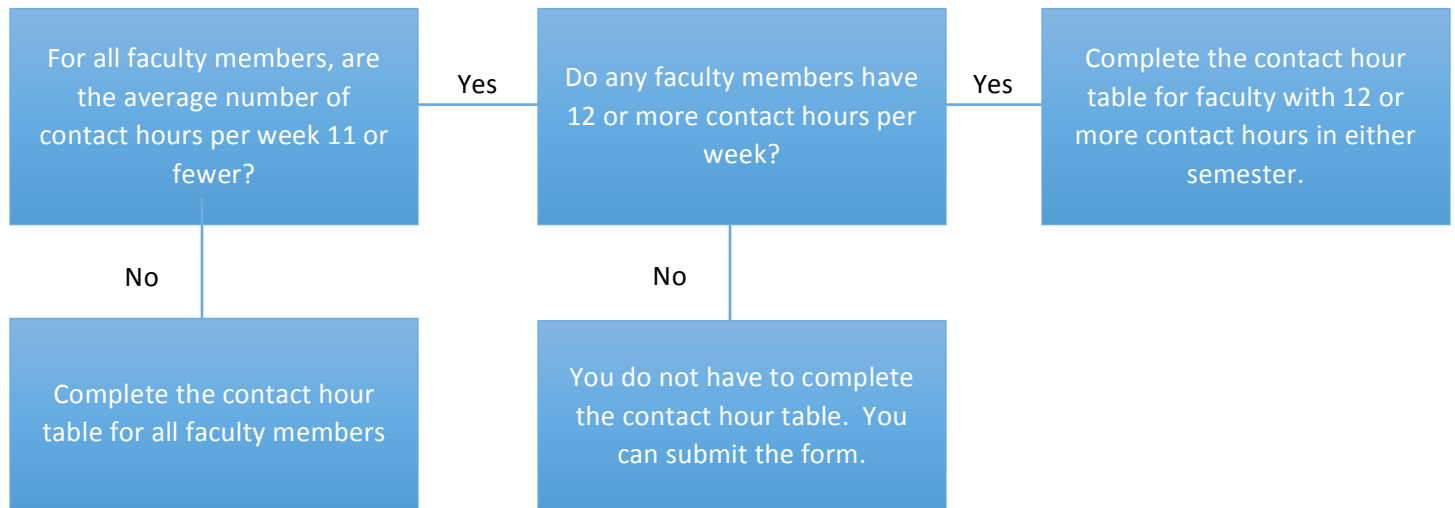 For all faculty members, are
the average number of
contact hours per week 11 or
fewer?
Yes
Do any faculty members have
12 or more contact hours per
week?
Yes
Complete the contact hour
table for faculty with 12 or
more contact hours in either
semester.
No
No
Complete the contact hour
table for all faculty members
You do not have to complete
the contact hour table.  You
can submit the form.